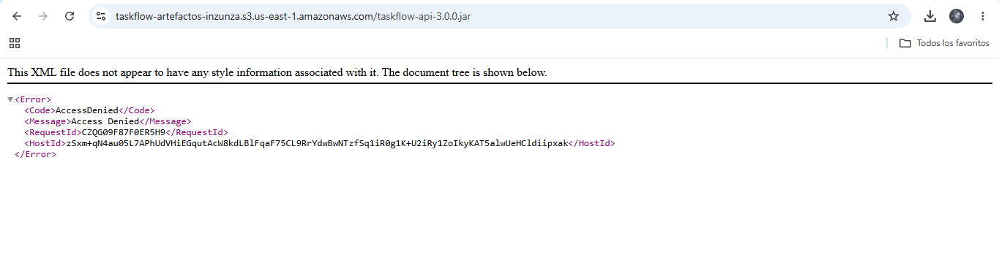 taskflow-artefactos-inzunza.s3.us-east-1.amazonaws.com/taskflow-api-3.0.0.jar
Todos los favoritos
This XML file does not appear to have any style information associated with it. The document tree is shown below.
<Error>
<Code>AccessDenied</Code>
<Message>Access Denied</Message>
<RequestId>CZQG09F87F0ER5H9</RequestId>
<HostId>zSxm+qN4au05L7APhUdVHiEGqutAcW8kdLBlFqaF75CL9RrYdwBwNTzfSq1iR0g1K+U2iRy1ZoIkyKAT5alwUeHCldiipxak</HostId>
</Error>